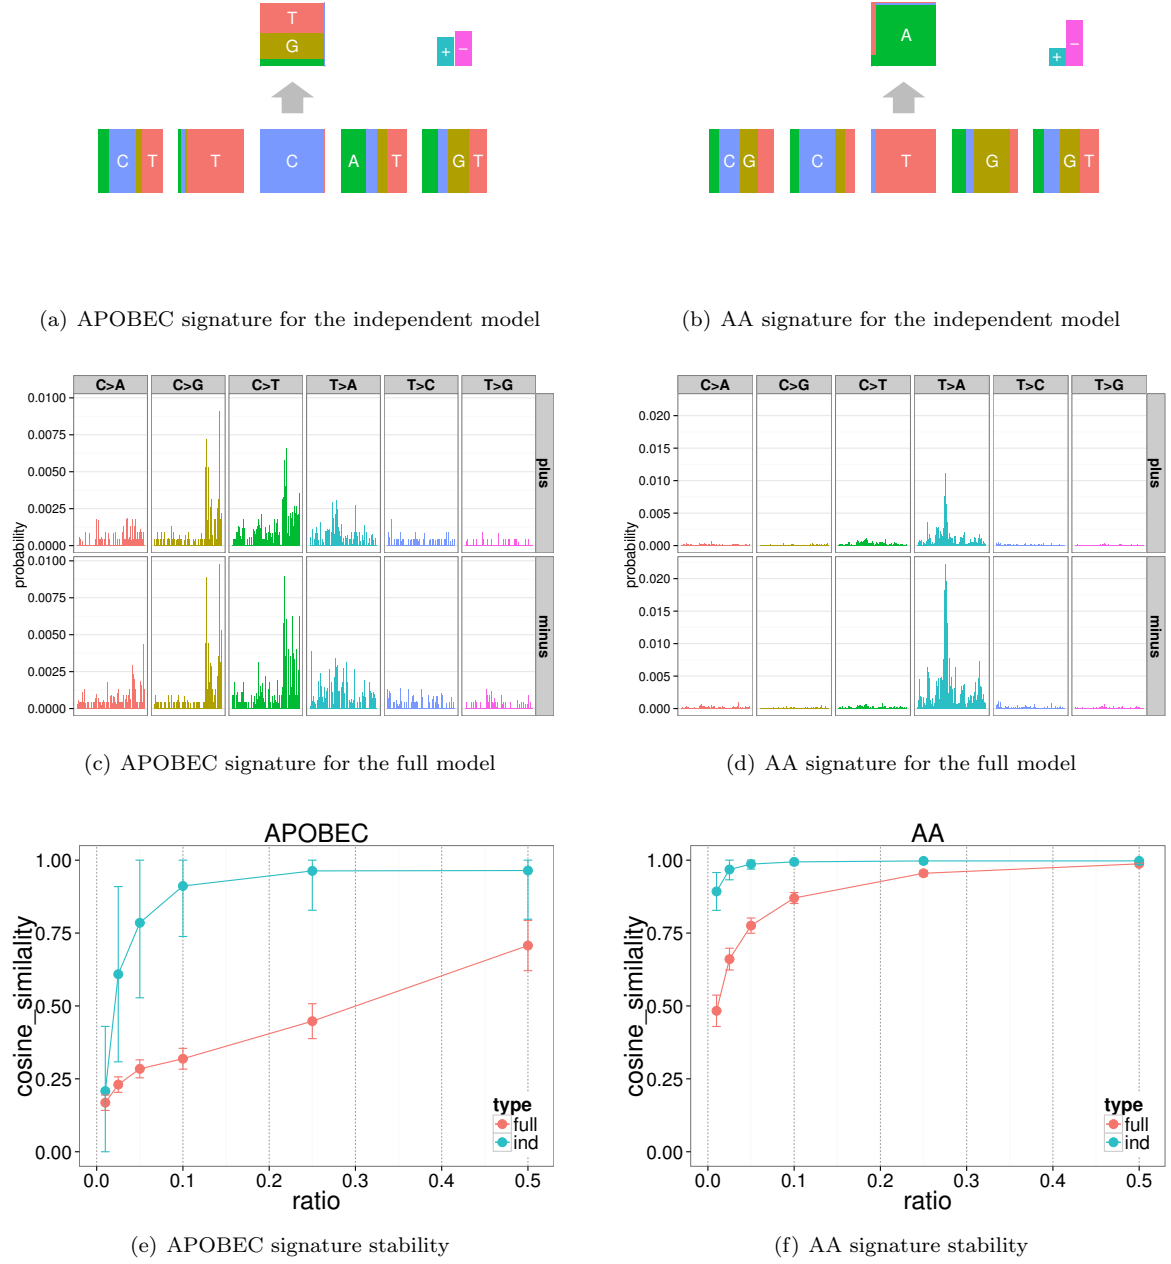 T
G
+ −
C T T C A T G T
A
+ −
C G C T G G T
(a) APOBEC signature for the independent model
(b) AA signature for the independent model
C>A C>G C>T T>A T>C T>G
0.0100
0.0075
0.0050
0.0025
0.0000
plus
probability
0.0100
0.0075
0.0050
0.0025
0.0000
minus
C>A C>G C>T T>A T>C T>G
0.020
0.015
0.010
0.005
0.000
plus
probability
0.020
0.015
0.010
0.005
0.000
minus
(c) APOBEC signature for the full model
(d) AA signature for the full model
APOBEC
1.00
0.75
0.50
0.25
0.00
cosine_similality
type
full
ind
0.0 0.1 0.2 0.3 0.4 0.5
ratio
AA
1.00
0.75
0.50
0.25
0.00
cosine_similality
type
full
ind
0.0 0.1 0.2 0.3 0.4 0.5
ratio
(e) APOBEC signature stability
(f) AA signature stability